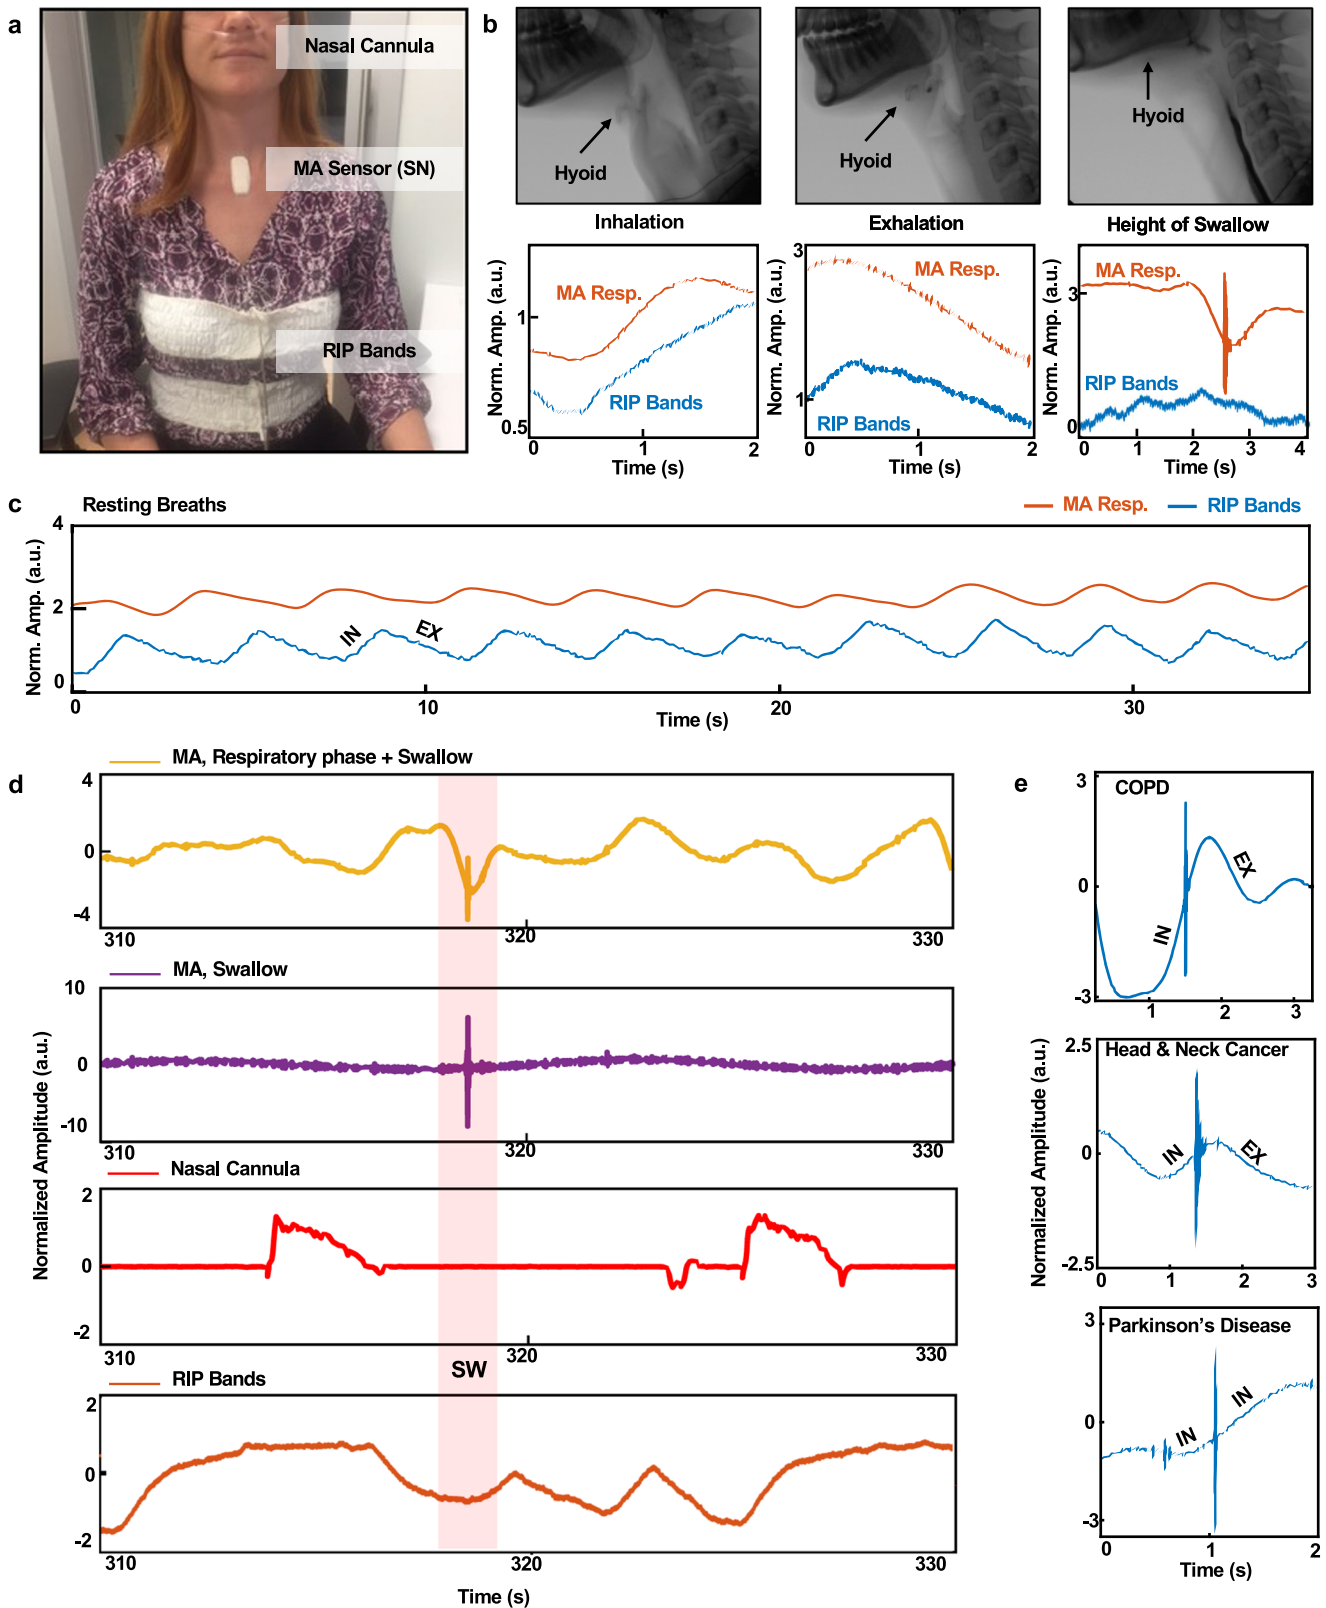 a
Nasal Cannula
MA Sensor (SN)
RIP Bands
b
Hyoid
Hyoid
Hyoid
Inhalation
Exhalation
Height of Swallow
Norm. Amp. (a.u.)
1
0.5
MA Resp.
RIP Bands
0 1 2
Time (s)
Norm. Amp. (a.u.)
3
1
MA Resp.
RIP Bands
0 1 2
Time (s)
Norm. Amp. (a.u.)
3
0
MA Resp.
RIP Bands
0 1 2 3 4
Time (s)
c
Resting Breaths
MA Resp. RIP Bands
Norm. Amp. (a.u.)
4
2
0
IN
EX
0 10 20 30
Time (s)
d
MA, Respiratory phase + Swallow
4
0
-4
310 320 330
MA, Swallow
10
0
-10
310 320 330
Normalized Amplitude (a.u.)
Nasal Cannula
2
0
-2
310 320 330
SW
RIP Bands
2
0
-2
310 320 330
Time (s)
e
COPD
3
0
-3
IN
EX
1 2 3
Normalized Amplitude (a.u.)
Head & Neck Cancer
2.5
0
-2.5
IN
EX
0 1 2 3
Parkinson's Disease
3
0
-3
IN
IN
0 1 2
Time (s)